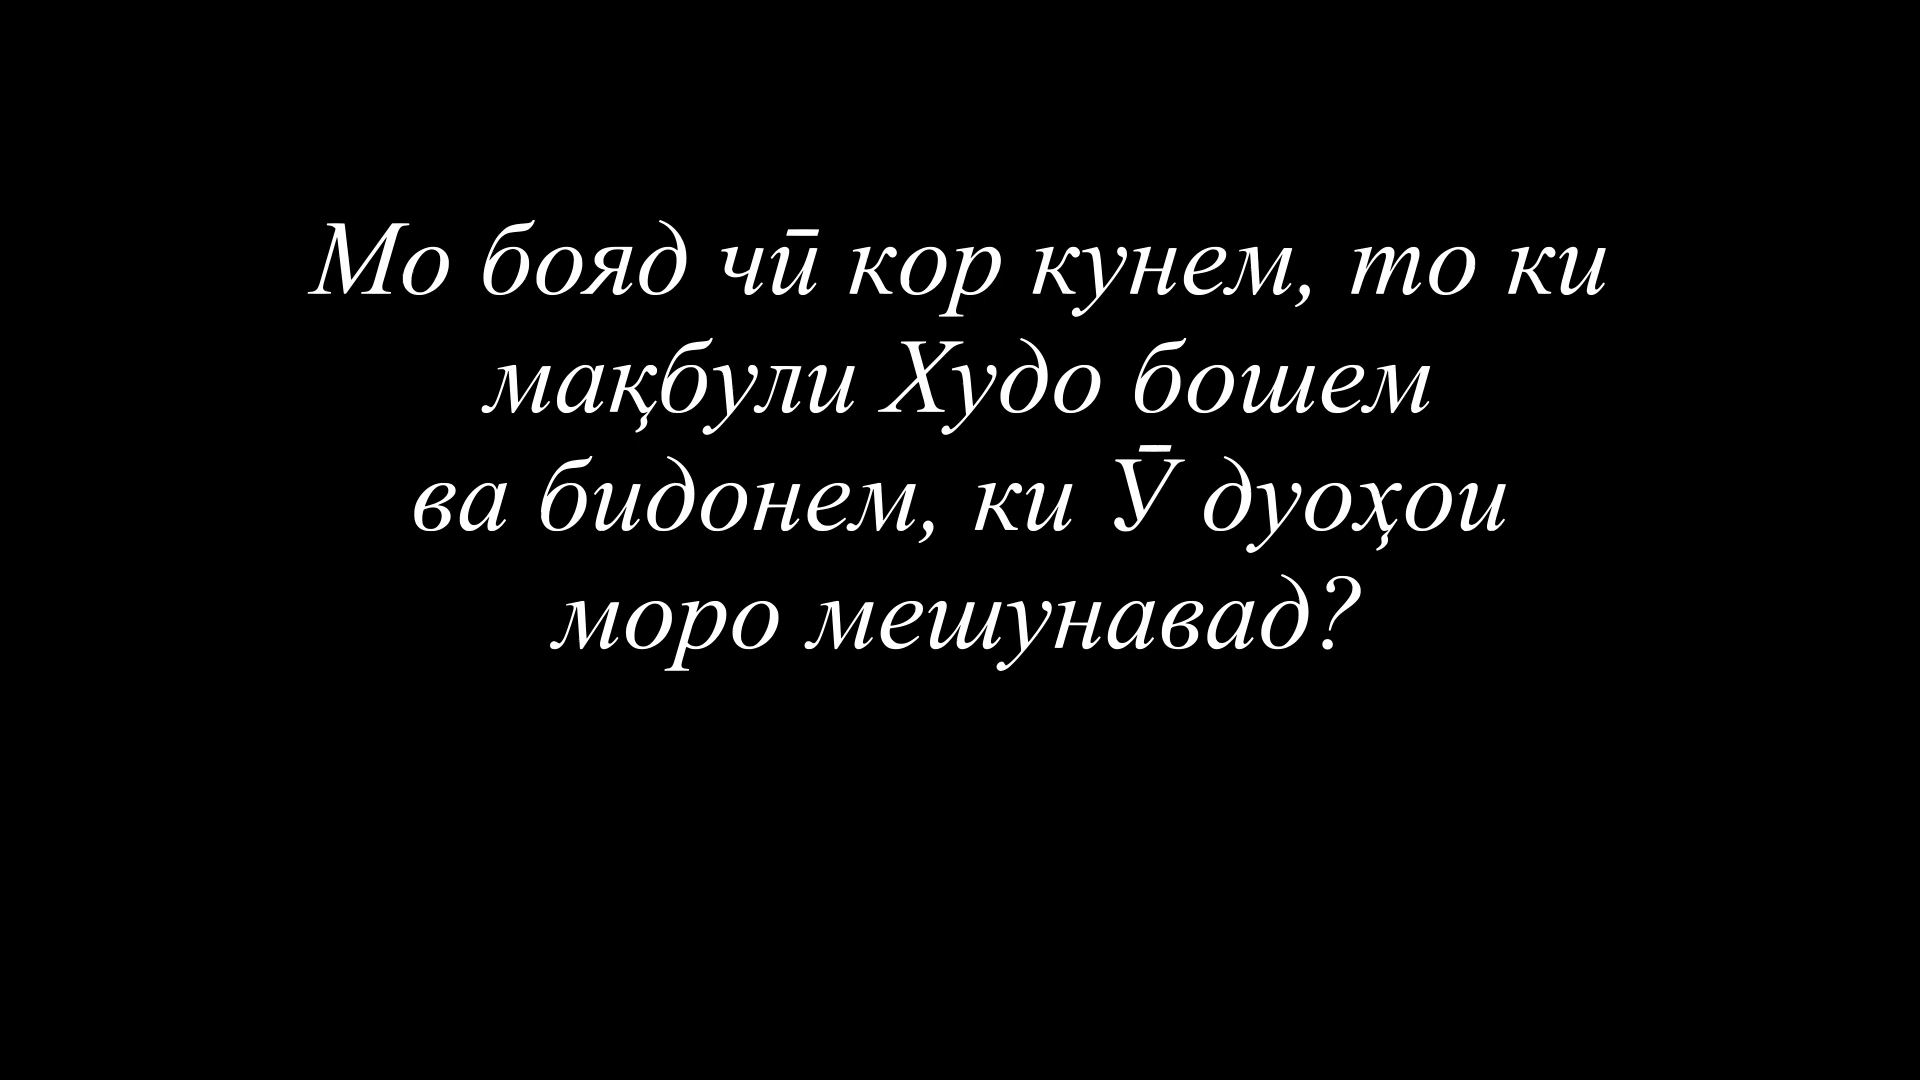 Мо бояд чӣ кор кунем, то ки
мақбули Худо бошем
ва бидонем, ки Ӯ дуоҳои
моро мешунавад?